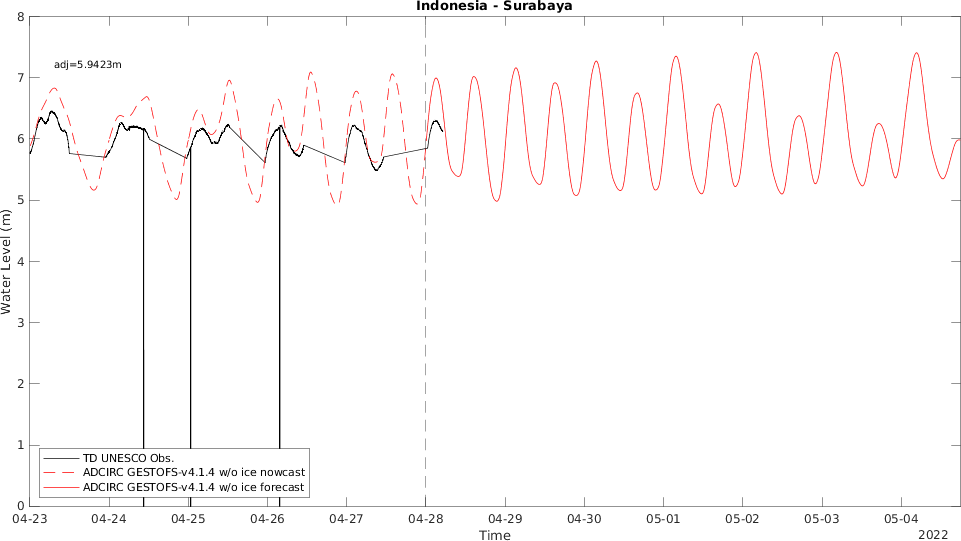 Indonesia - Surabaya
8
7
6
5
4
3
2
1
0
Water Level (m)
adj=5.9423m
TD UNESCO Obs.
ADCIRC GESTOFS-v4.1.4 w/o ice nowcast
ADCIRC GESTOFS-v4.1.4 w/o ice forecast
04-23 04-24 04-25 04-26 04-27 04-28 04-29 04-30 05-01 05-02 05-03 05-04
Time
2022